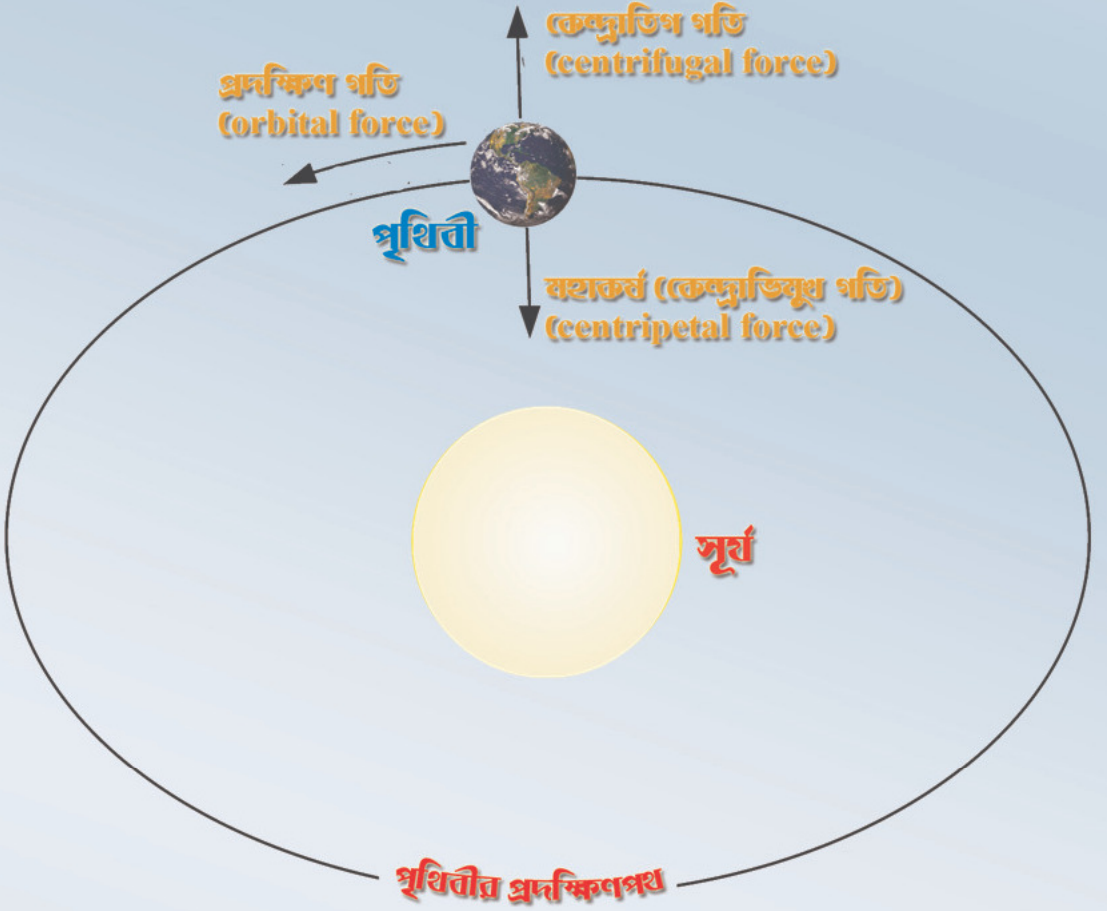 কেন্দ্রাতিগ গতি
(centrifugal force)
প্রদক্ষিণ গতি
(orbital force)
পৃথিবী
মহাকর্ষ (কেন্দ্রাভিমুখ গতি)
(centripetal force)
সূর্য
পৃথিবীর প্রদক্ষিণপথ